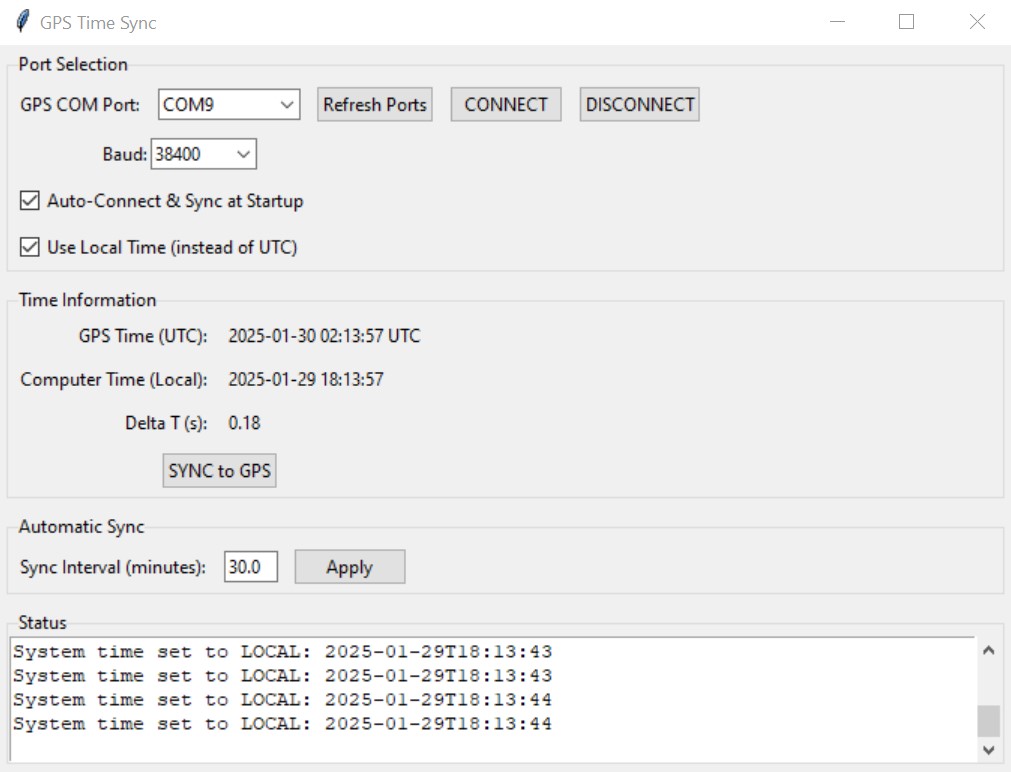 GPS Time Sync
Port Selection
GPS COM Port: COM9 Refresh Ports CONNECT DISCONNECT
Baud: 38400
Auto-Connect & Sync at Startup
Use Local Time (instead of UTC)
Time Information
GPS Time (UTC): 2025-01-30 02:13:57 UTC
Computer Time (Local): 2025-01-29 18:13:57
Delta T (s): 0.18
SYNC to GPS
Automatic Sync
Sync Interval (minutes): 30.0 Apply
Status
System time set to LOCAL: 2025-01-29T18:13:43
System time set to LOCAL: 2025-01-29T18:13:43
System time set to LOCAL: 2025-01-29T18:13:44
System time set to LOCAL: 2025-01-29T18:13:44